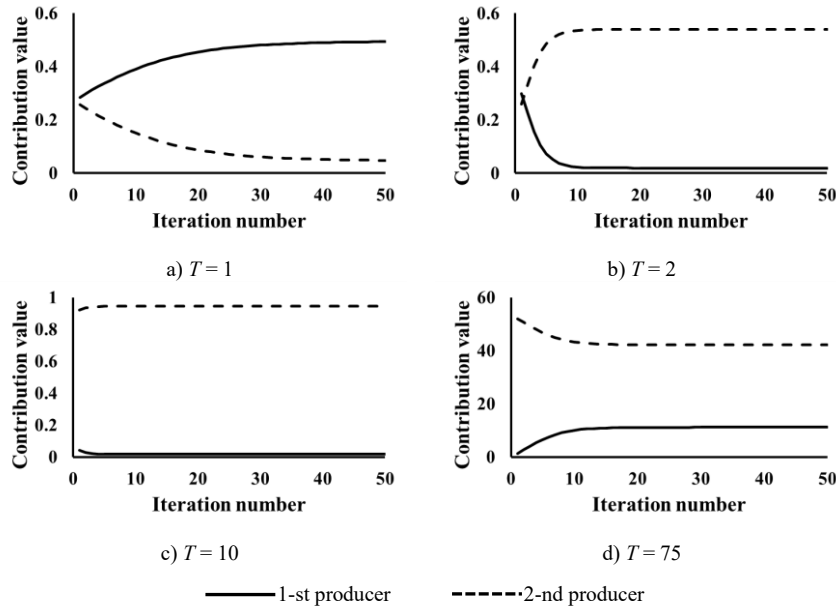 Contribution value
0.6
0.4
0.2
0
0 10 20 30 40 50
Iteration number
a) T = 1
Contribution value
0.6
0.4
0.2
0
0 10 20 30 40 50
Iteration number
b) T = 2
Contribution value
1
0.8
0.6
0.4
0.2
0
0 10 20 30 40 50
Iteration number
c) T = 10
Contribution value
60
40
20
0
0 10 20 30 40 50
Iteration number
d) T = 75
1-st producer 2-nd producer